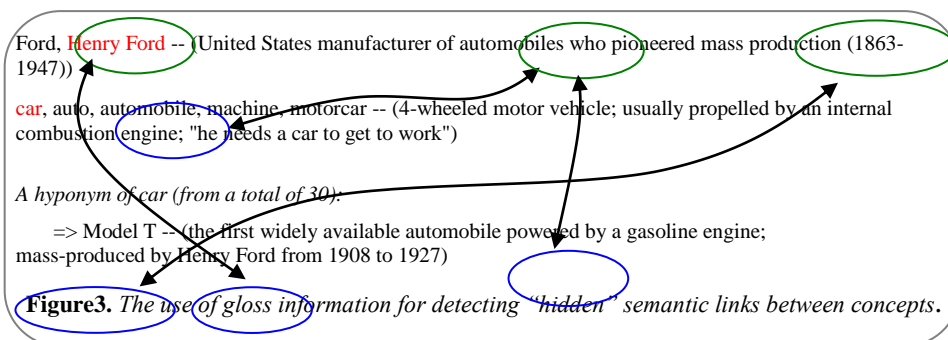 Ford, Henry Ford -- (United States manufacturer of automobiles who pioneered mass production (1863-
1947))
car, auto, automobile, machine, motorcar -- (4-wheeled motor vehicle; usually propelled by an internal
combustion engine; "he needs a car to get to work")
A hyponym of car (from a total of 30):
=> Model T -- (the first widely available automobile powered by a gasoline engine;
mass-produced by Henry Ford from 1908 to 1927)
Figure3. The use of gloss information for detecting “hidden” semantic links between concepts.